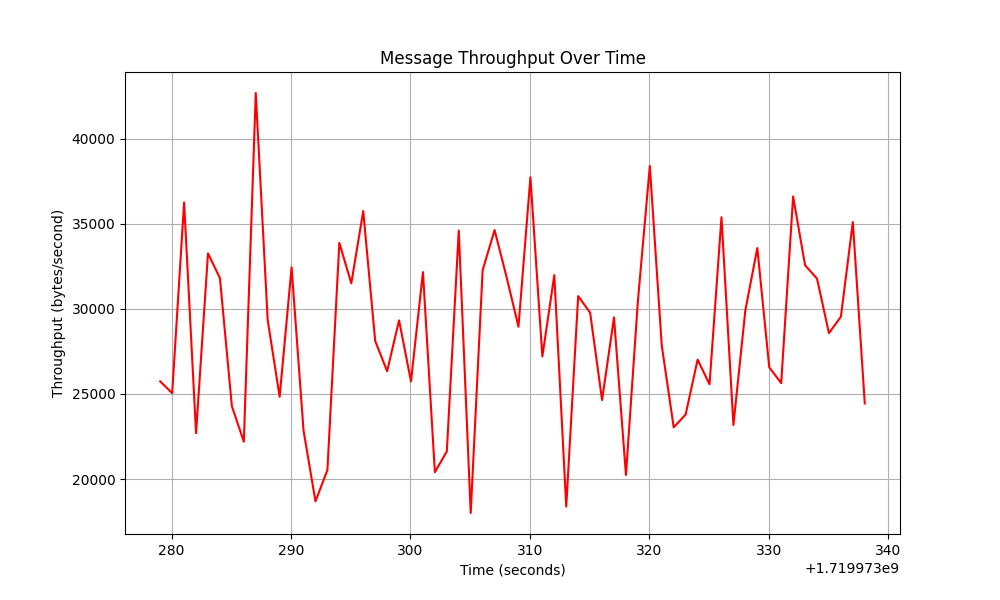 Message Throughput Over Time
Throughput (bytes/second)
40000
35000
30000
25000
20000
280 290 300 310 320 330 340
Time (seconds)
+1.719973e9